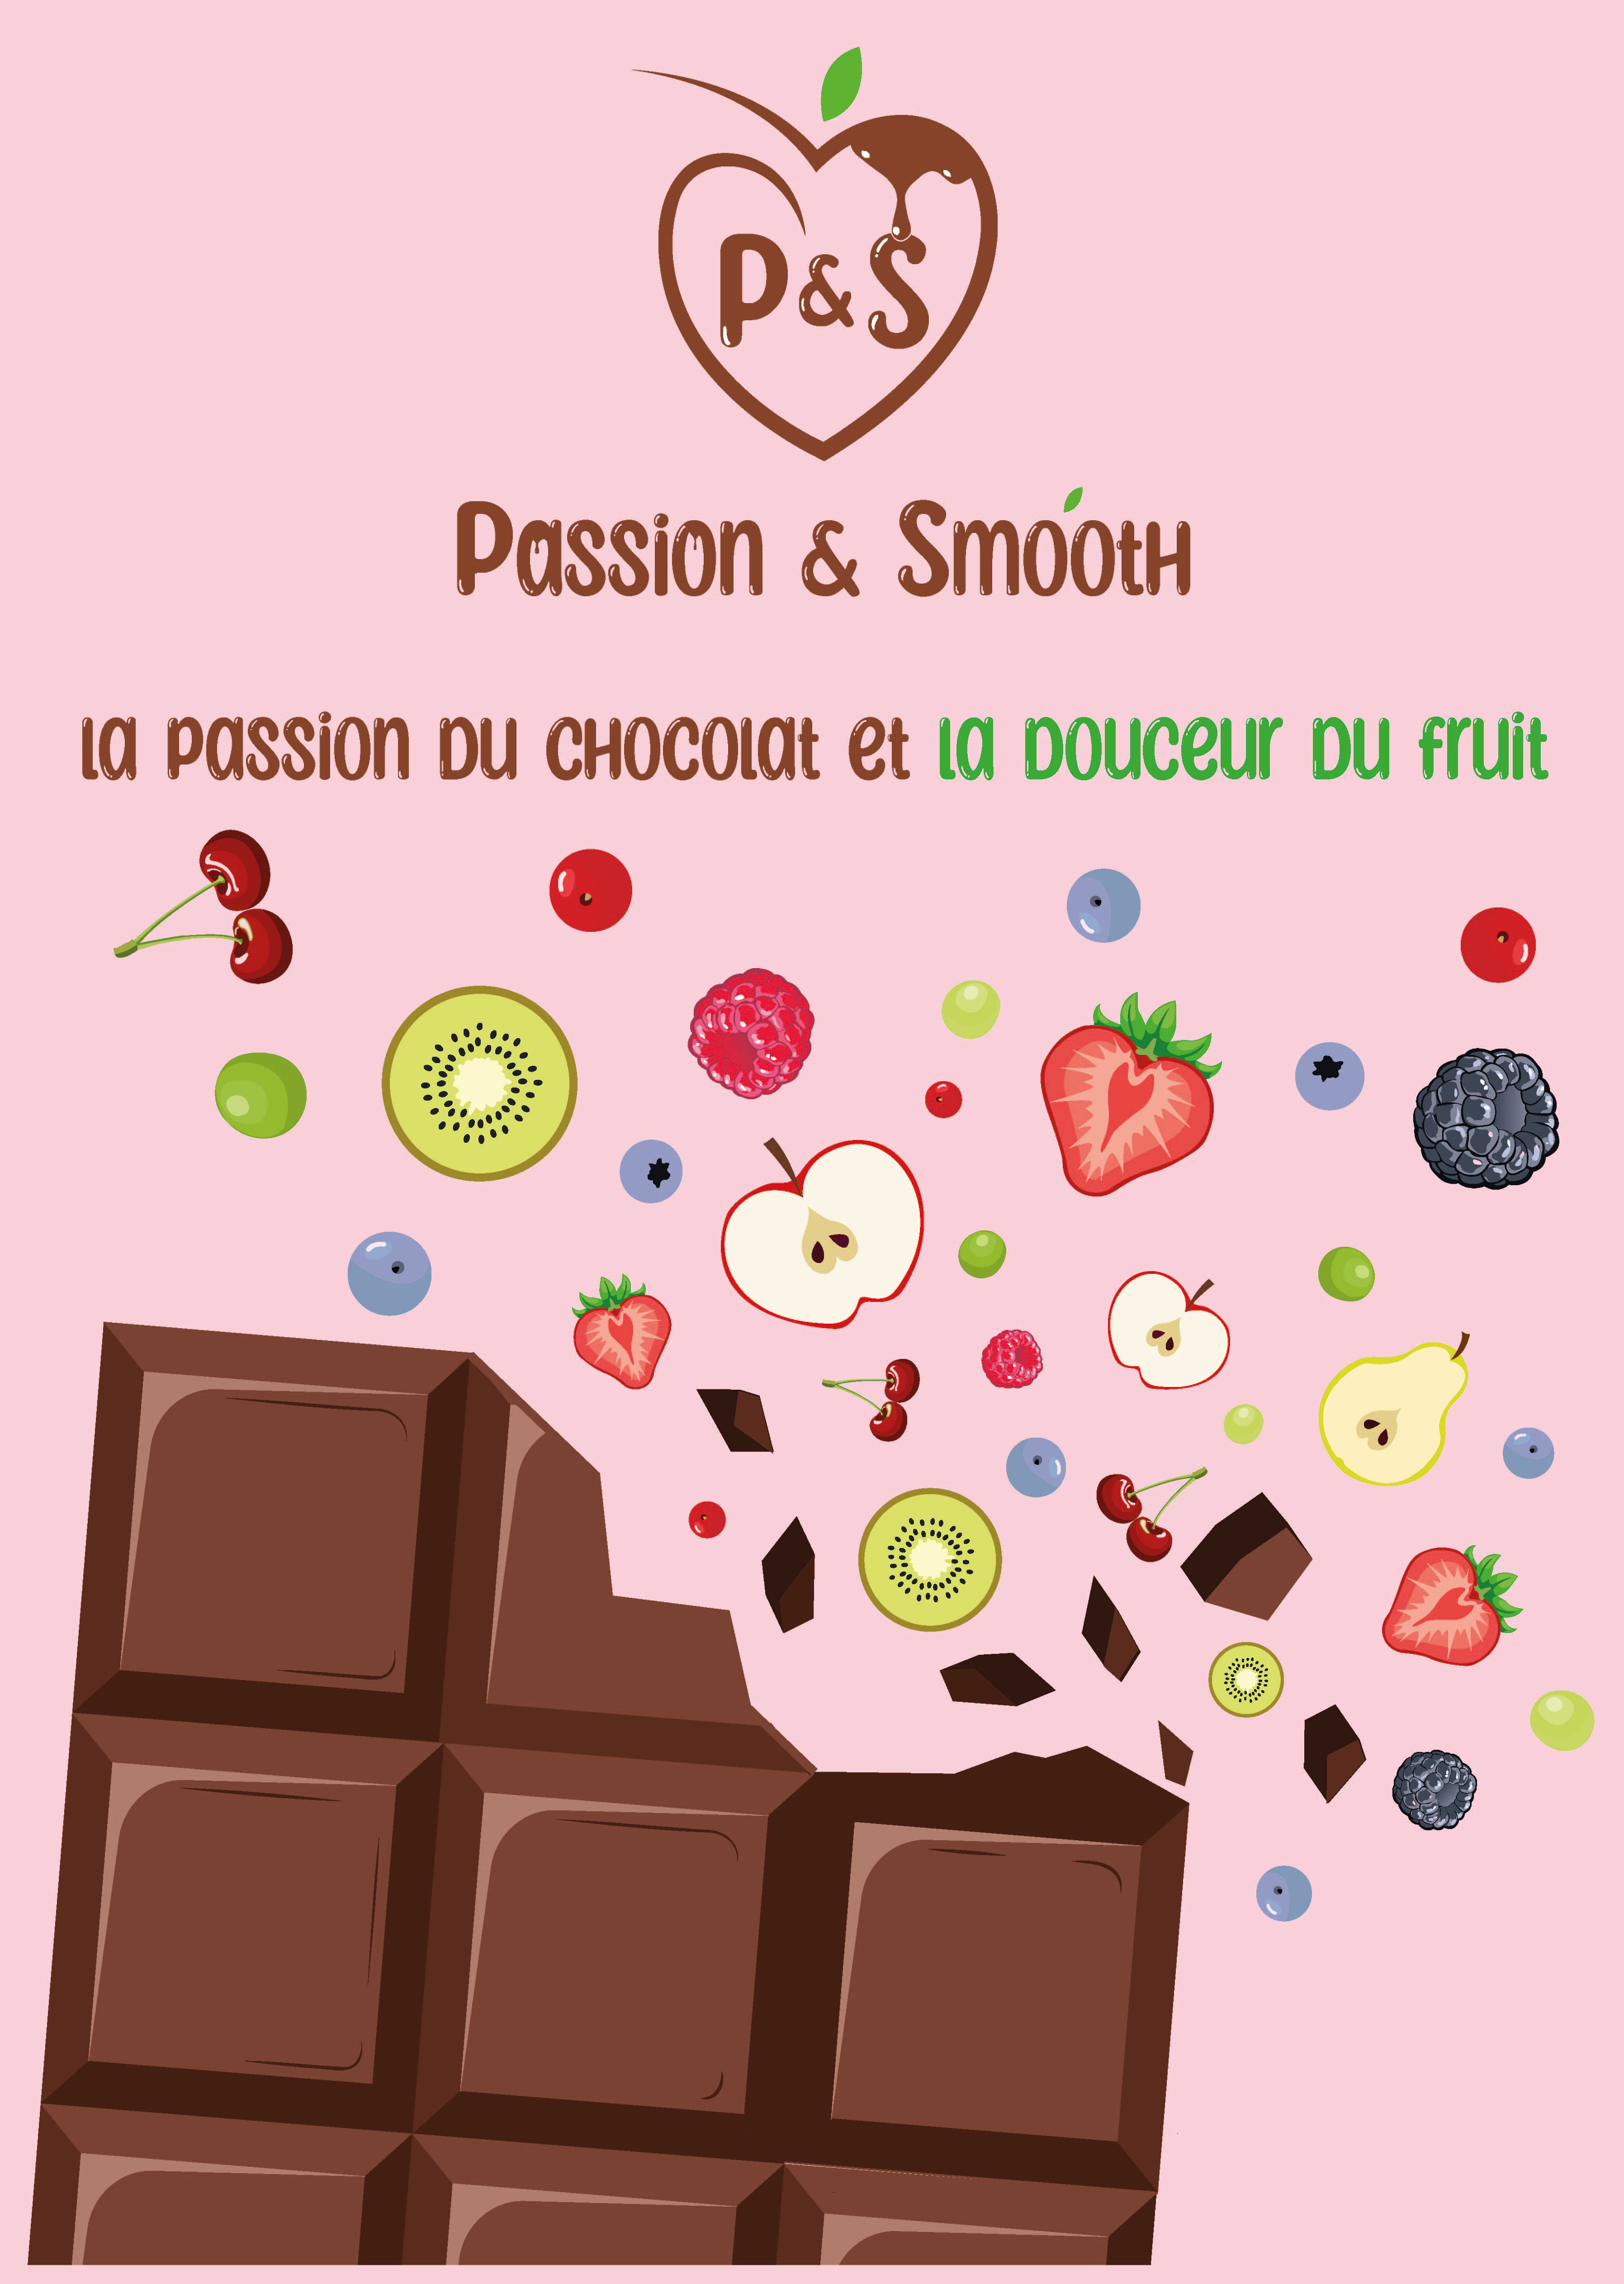 P&S
Passion & Smooth
la passion du chocolat et la douceur du fruit